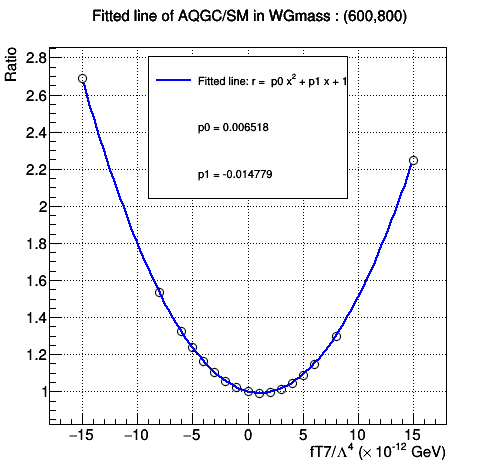 Fitted line of AQGC/SM in WGmass : (600,800)
Ratio
2.8
2.6
2.4
2.2
2
1.8
1.6
1.4
1.2
1
Fitted line: r = p0 x² + p1 x + 1
p0 = 0.006518
p1 = -0.014779
−15 −10 −5 0 5 10 15
fT7/Λ⁴ (× 10⁻¹² GeV)